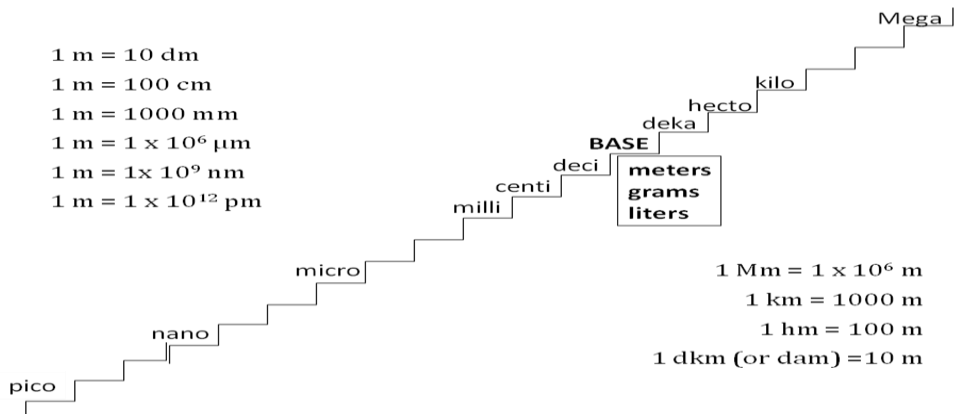 Mega
1 m = 10 dm
1 m = 100 cm
1 m = 1000 mm
1 m = 1 x 10⁶ µm
1 m = 1x 10⁹ nm
1 m = 1 x 10¹² pm
kilo
hecto
deka
BASE
deci
centi
milli
micro
nano
pico
meters
grams
liters
1 Mm = 1 x 10⁶ m
1 km = 1000 m
1 hm = 100 m
1 dkm (or dam) =10 m